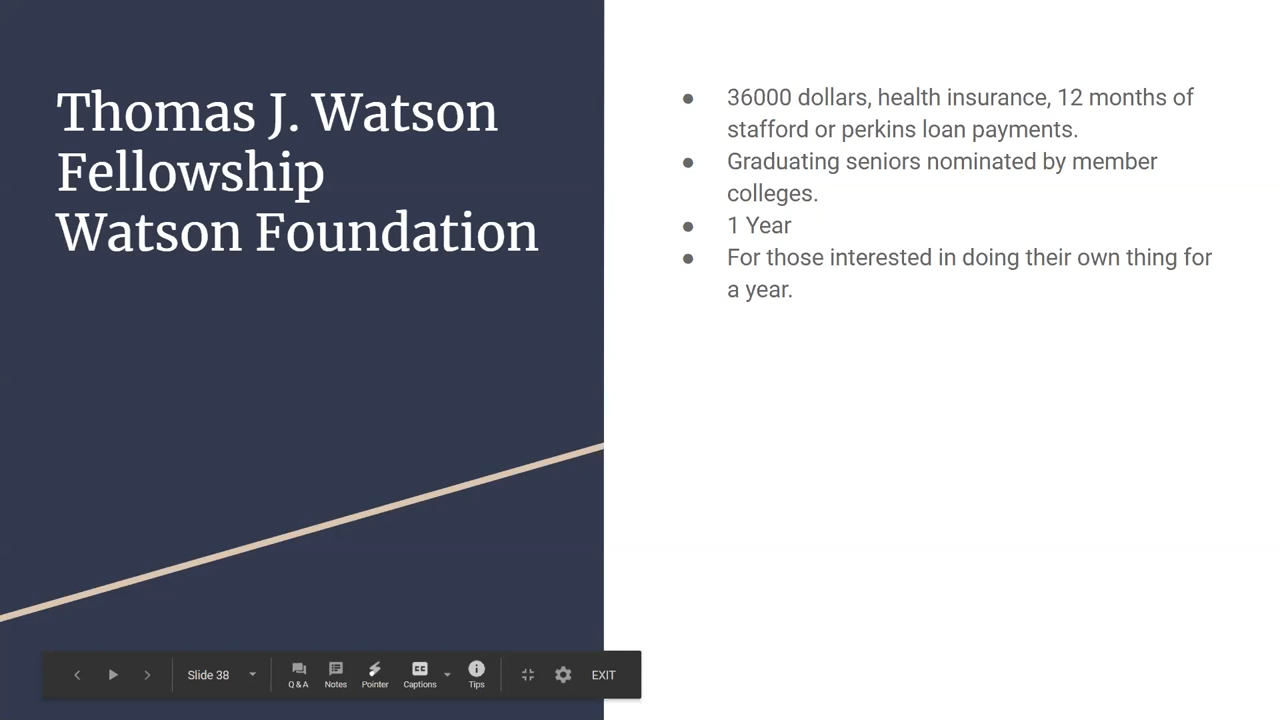 Thomas J. Watson
Fellowship
Watson Foundation
● 36000 dollars, health insurance, 12 months of
stafford or perkins loan payments.
● Graduating seniors nominated by member
colleges.
● 1 Year
● For those interested in doing their own thing for
a year.
Slide 38
Q & A
Notes
Pointer
CC
Captions
Tips
EXIT